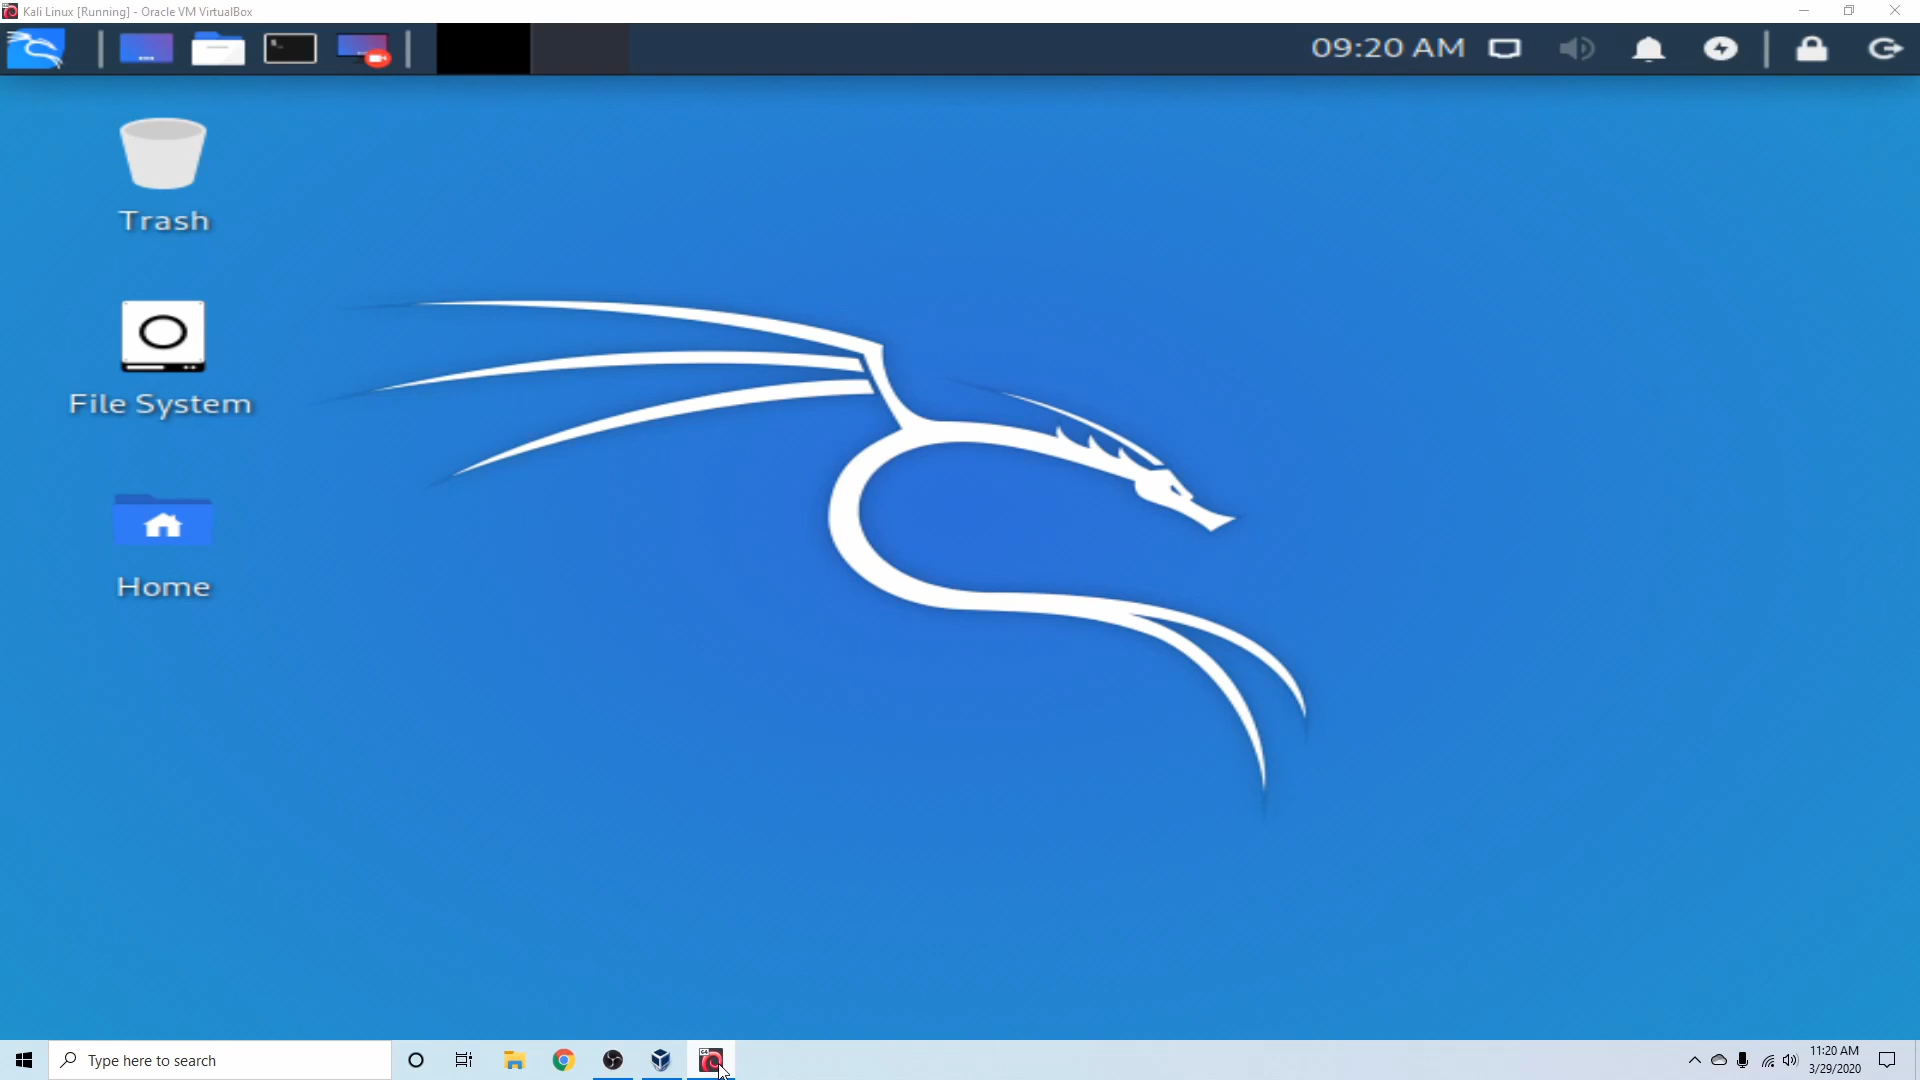 Kali Linux [Running] - Oracle VM VirtualBox
09:20 AM
Trash
File System
Home
Type here to search
11:20 AM
3/29/2020